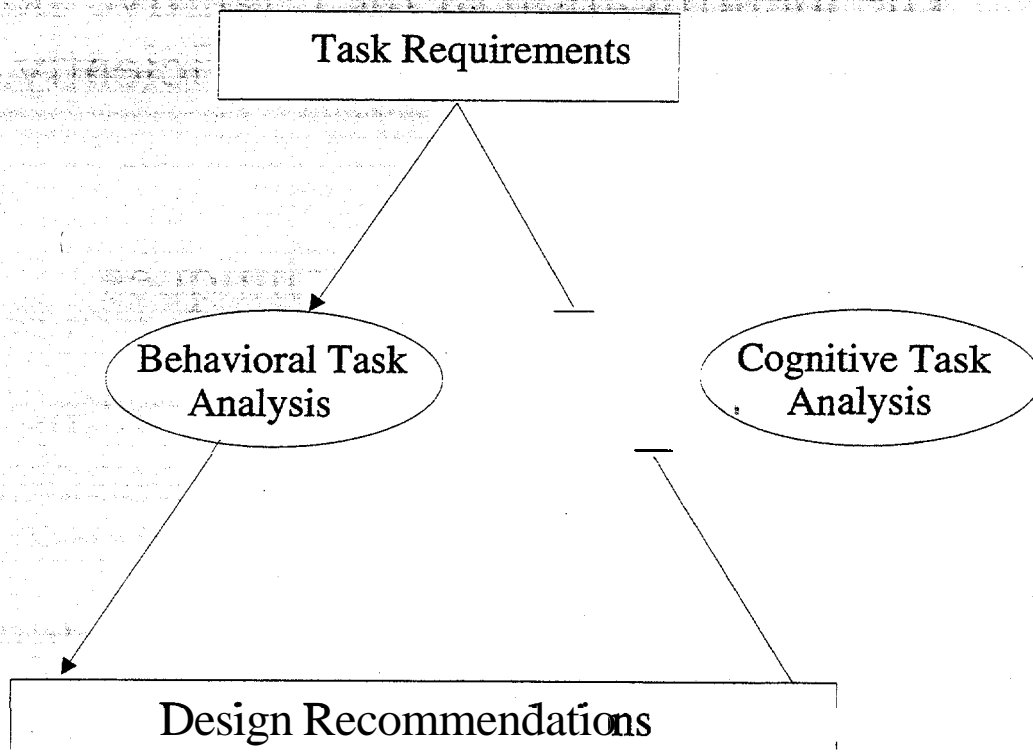 Task Requirements
Behavioral Task
Analysis
Cognitive Task
Analysis
Design Recommendations